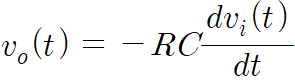 v_o(t) = −RC \frac{dv_i(t)}{dt}